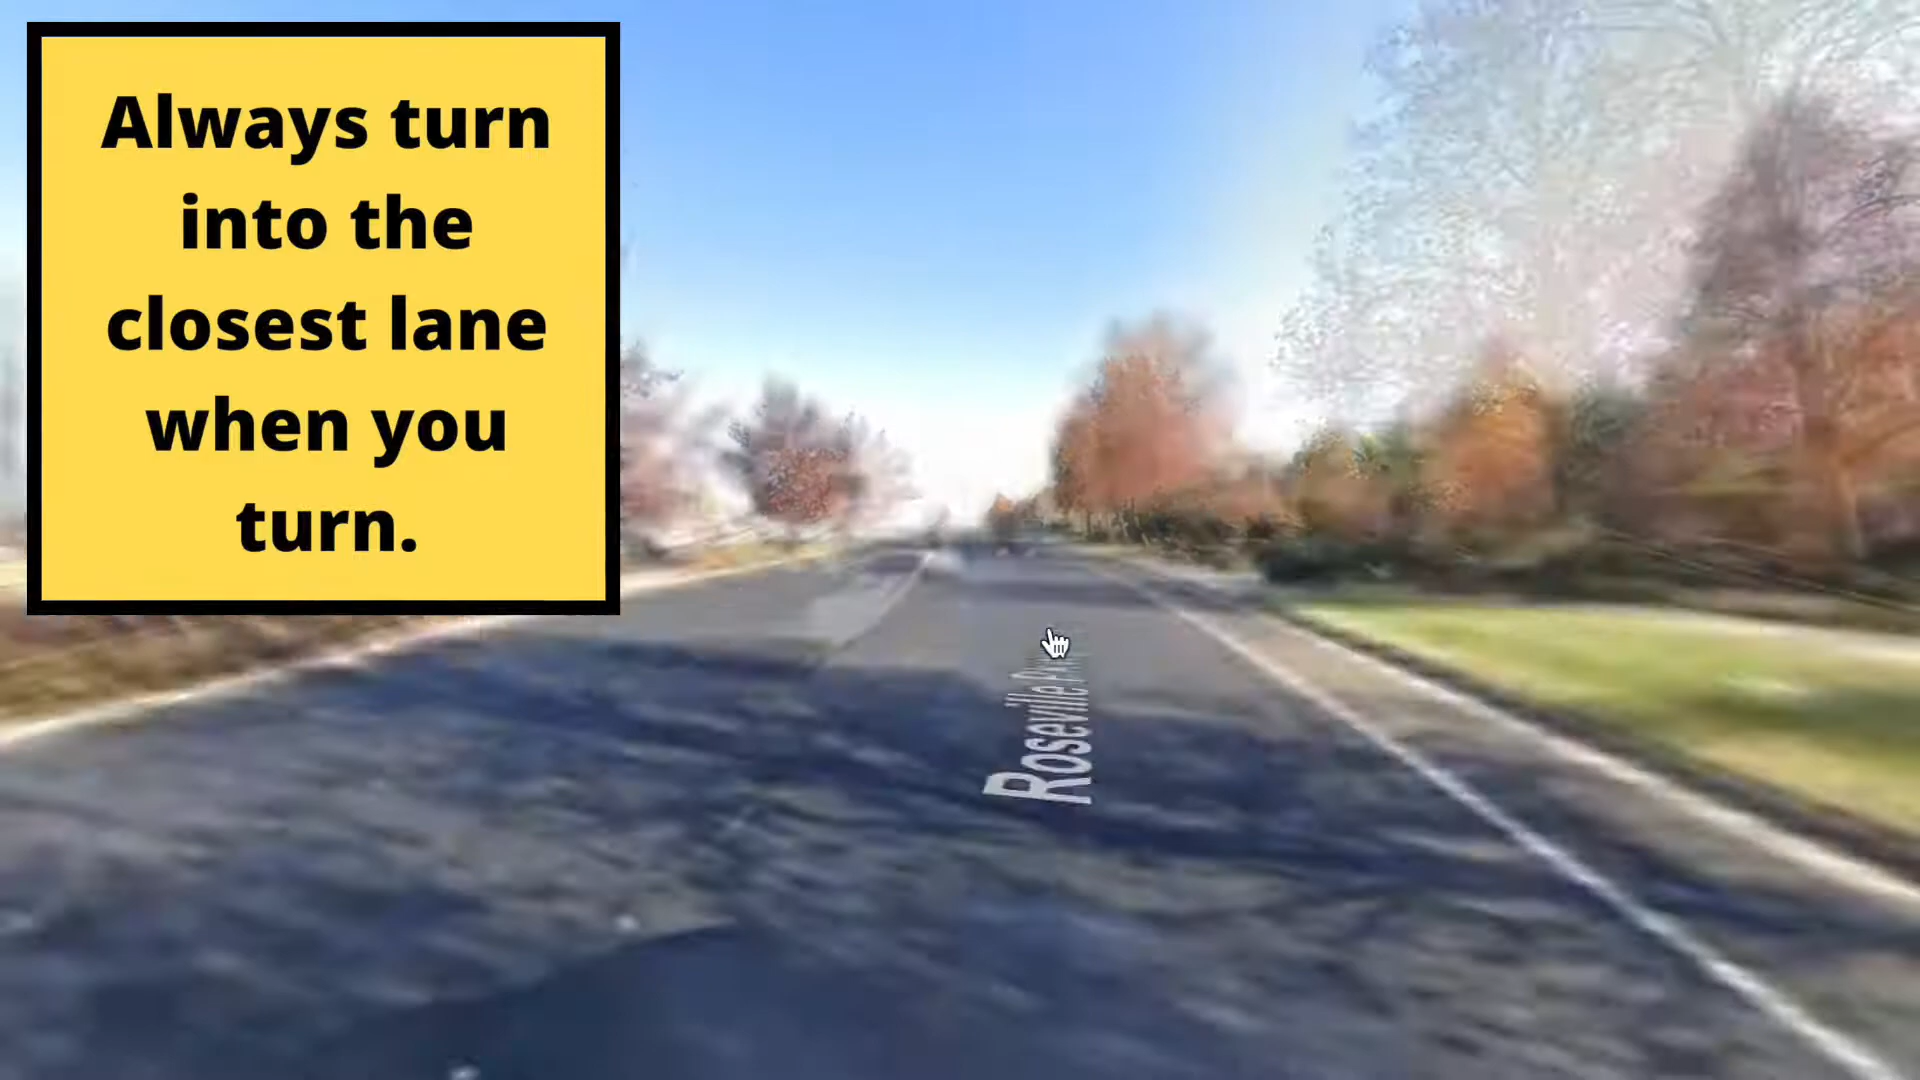 Always turn
into the
closest lane
when you
turn.
Roseville